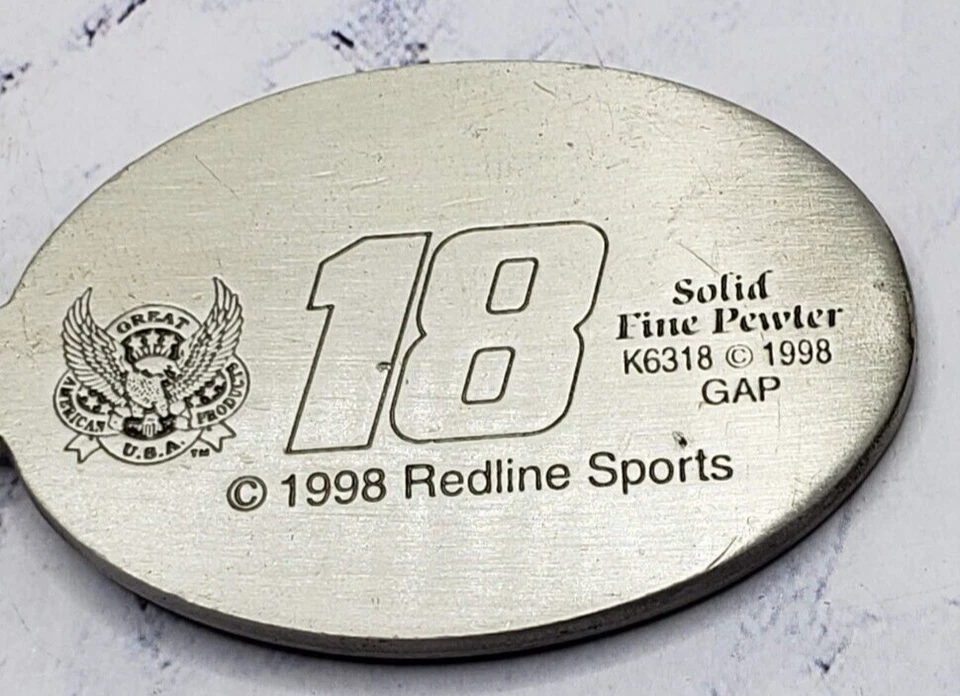 GREAT
AMERICAN PRODUCTS
U.S.A. TM
18
Solid
Fine Pewter
K6318 © 1998
GAP
© 1998 Redline Sports